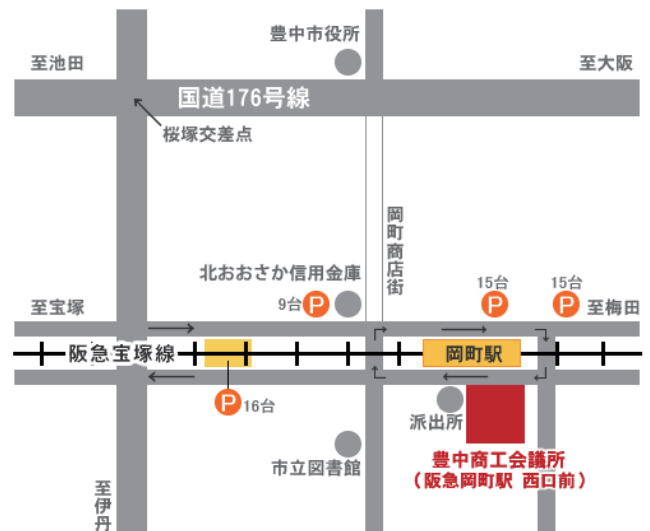 豊中市役所
至池田
至大阪
国道176号線
桜塚交差点
岡町商店街
北おおさか信用金庫
9台 P
15台
P
15台
P
至宝塚
至梅田
阪急宝塚線
岡町駅
P 16台
派出所
市立図書館
豊中商工会議所
（阪急岡町駅 西口前）
至伊丹